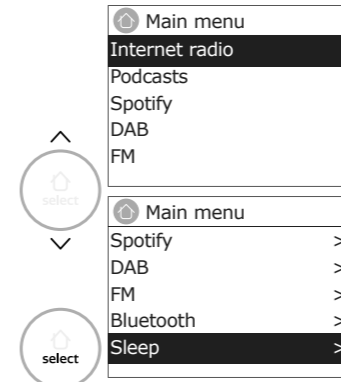 Main menu
Internet radio
Podcasts
Spotify
DAB
FM
select
Main menu
Spotify >
DAB >
FM >
Bluetooth >
Sleep >
select